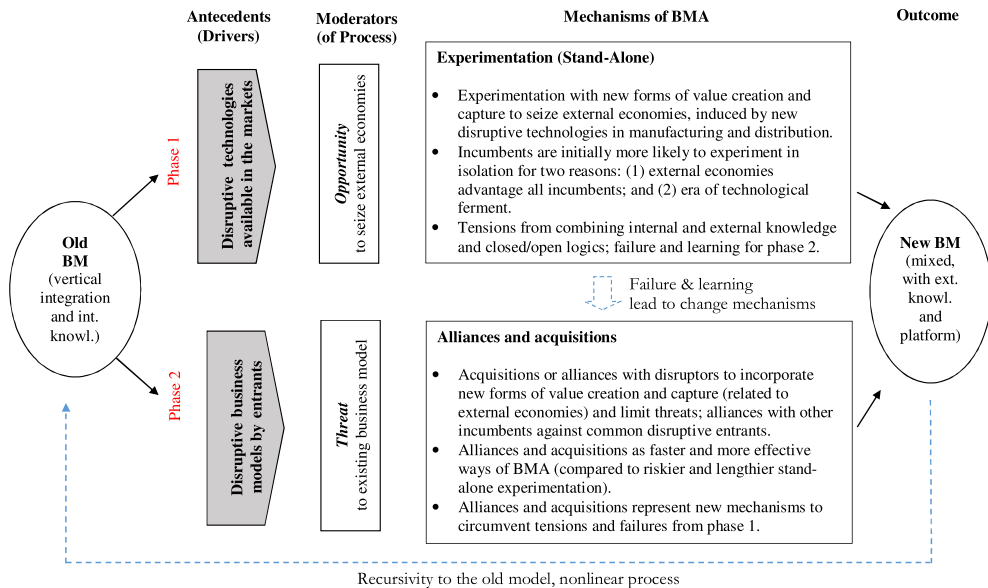 Antecedents
(Drivers)
Moderators
(of Process)
Mechanisms of BMA
Outcome
Old
BM
(vertical
integration
and int.
knowl.)
Phase 1
Disruptive technologies
available in the markets
Opportunity
to seize external economies
Experimentation (Stand-Alone)
• Experimentation with new forms of value creation and
capture to seize external economies, induced by new
disruptive technologies in manufacturing and distribution.
• Incumbents are initially more likely to experiment in
isolation for two reasons: (1) external economies
advantage all incumbents; and (2) era of technological
ferment.
• Tensions from combining internal and external knowledge
and closed/open logics; failure and learning for phase 2.
Failure & learning
lead to change mechanisms
Phase 2
Disruptive business
models by entrants
Threat
to existing business model
Alliances and acquisitions
• Acquisitions or alliances with disruptors to incorporate
new forms of value creation and capture (related to
external economies) and limit threats; alliances with other
incumbents against common disruptive entrants.
• Alliances and acquisitions as faster and more effective
ways of BMA (compared to riskier and lengthier stand-
alone experimentation).
• Alliances and acquisitions represent new mechanisms to
circumvent tensions and failures from phase 1.
New BM
(mixed,
with ext.
knowl.
and
platform)
Recursivity to the old model, nonlinear process